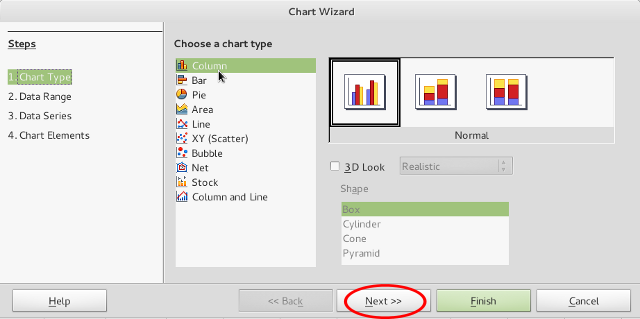 Chart Wizard
Steps
1. Chart Type
2. Data Range
3. Data Series
4. Chart Elements
Choose a chart type
Column
Bar
Pie
Area
Line
XY (Scatter)
Bubble
Net
Stock
Column and Line
Normal
3D Look
Realistic
Shape
Box
Cylinder
Cone
Pyramid
Help
<< Back
Next >>
Finish
Cancel